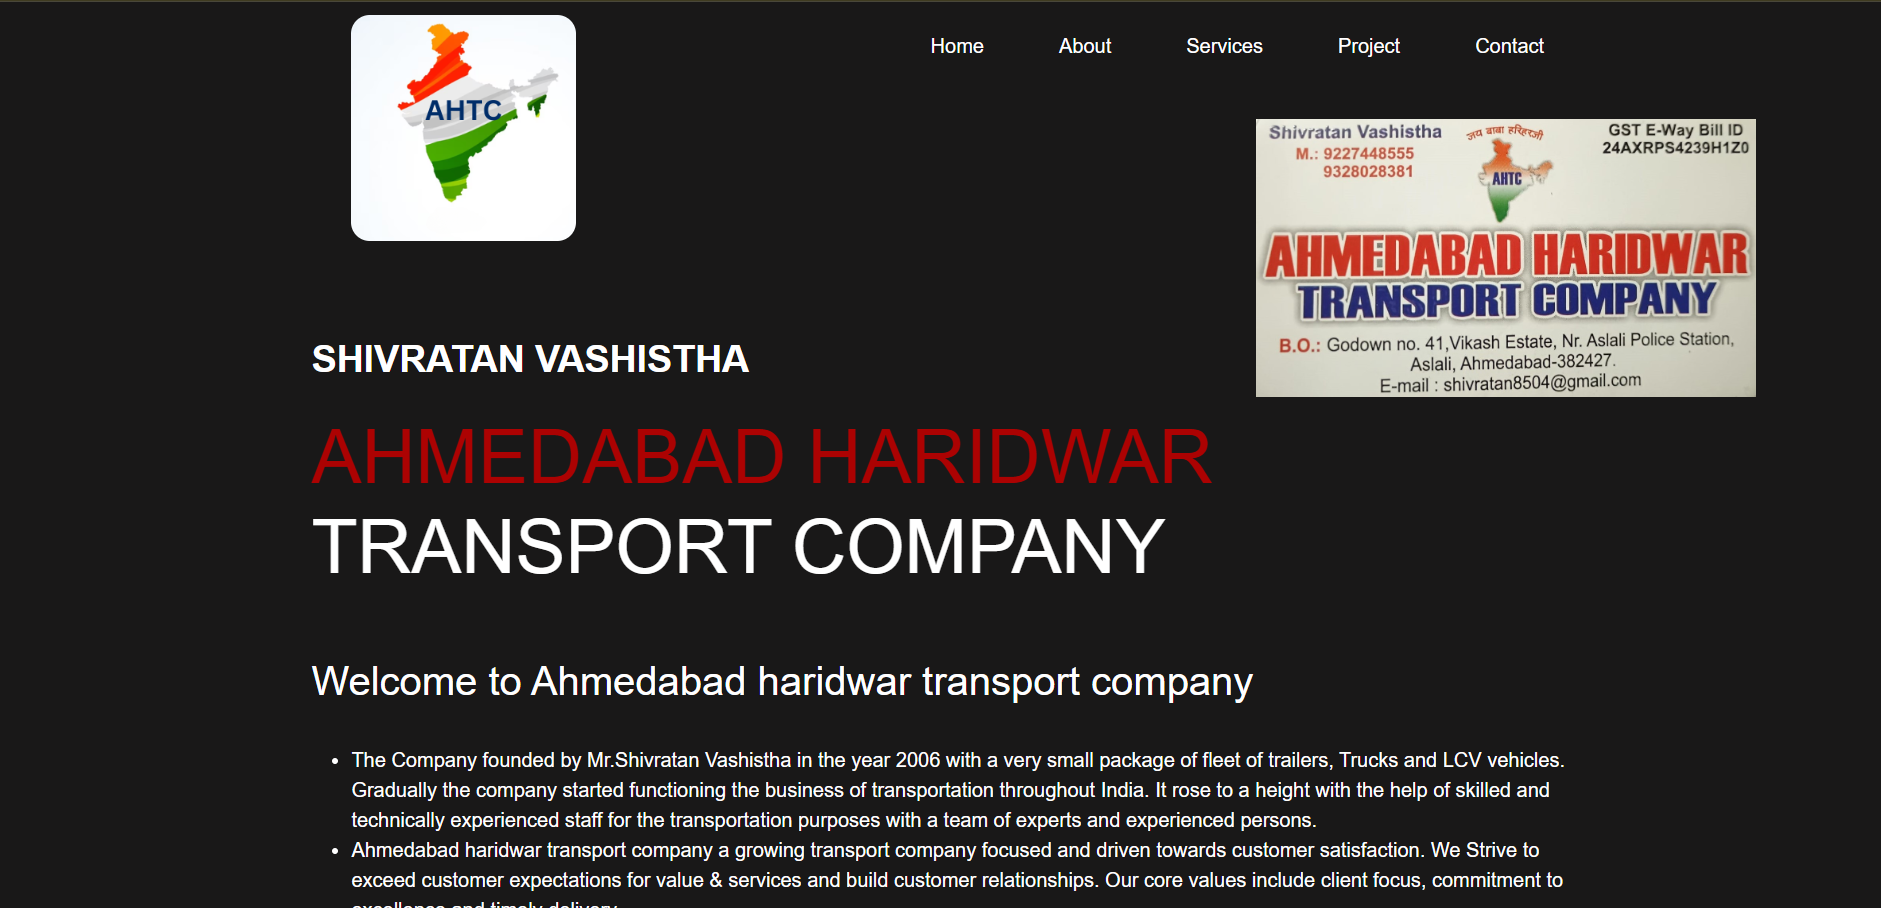 AHTC
Home
About
Services
Project
Contact
Shivratan Vashistha
M.: 9227448555
9328028381
जय बाबा हरिहरजी
AHTC
GST E-Way Bill ID
24AXRPS4239H1Z0
AHMEDABAD HARIDWAR
TRANSPORT COMPANY
B.O.: Godown no. 41,Vikash Estate, Nr. Aslali Police Station,
Aslali, Ahmedabad-382427.
E-mail : shivratan8504@gmail.com
SHIVRATAN VASHISTHA
AHMEDABAD HARIDWAR
TRANSPORT COMPANY
Welcome to Ahmedabad haridwar transport company
The Company founded by Mr.Shivratan Vashistha in the year 2006 with a very small package of fleet of trailers, Trucks and LCV vehicles.
Gradually the company started functioning the business of transportation throughout India. It rose to a height with the help of skilled and
technically experienced staff for the transportation purposes with a team of experts and experienced persons.
Ahmedabad haridwar transport company a growing transport company focused and driven towards customer satisfaction. We Strive to
exceed customer expectations for value & services and build customer relationships. Our core values include client focus, commitment to
excellence and timely delivery